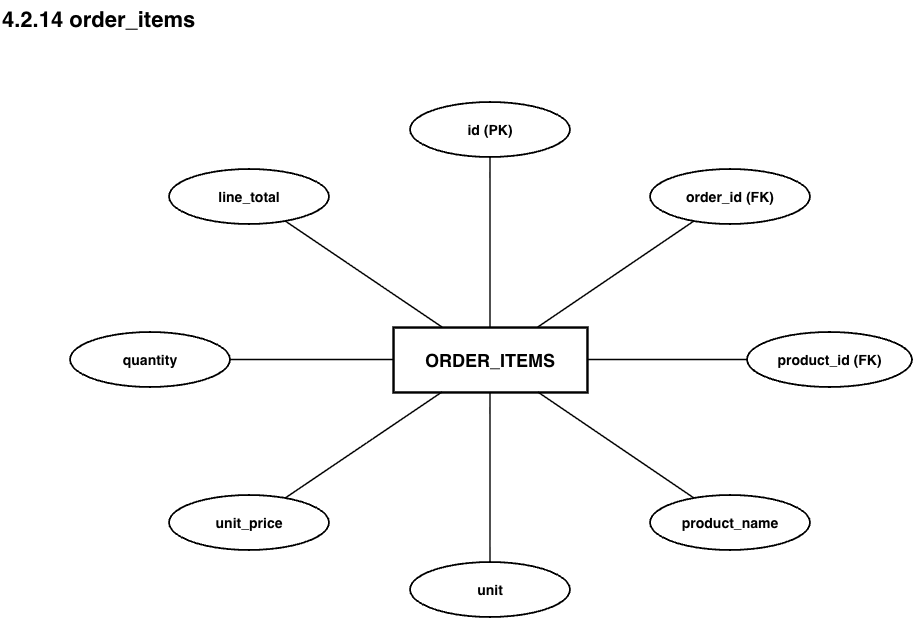 4.2.14 order_items
id (PK)
line_total
order_id (FK)
quantity
ORDER_ITEMS
product_id (FK)
unit_price
product_name
unit